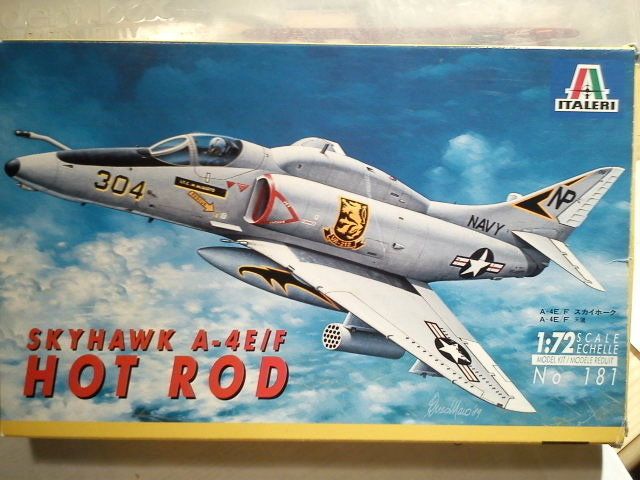 ITALERI
304
NP
NAVY
A-4E/F スカイホーク
A-4E/F 天鷹
1:72 SCALE
ECHELLE
MODEL KIT / MODELE REDUIT
No 181
SKYHAWK A-4E/F
HOT ROD